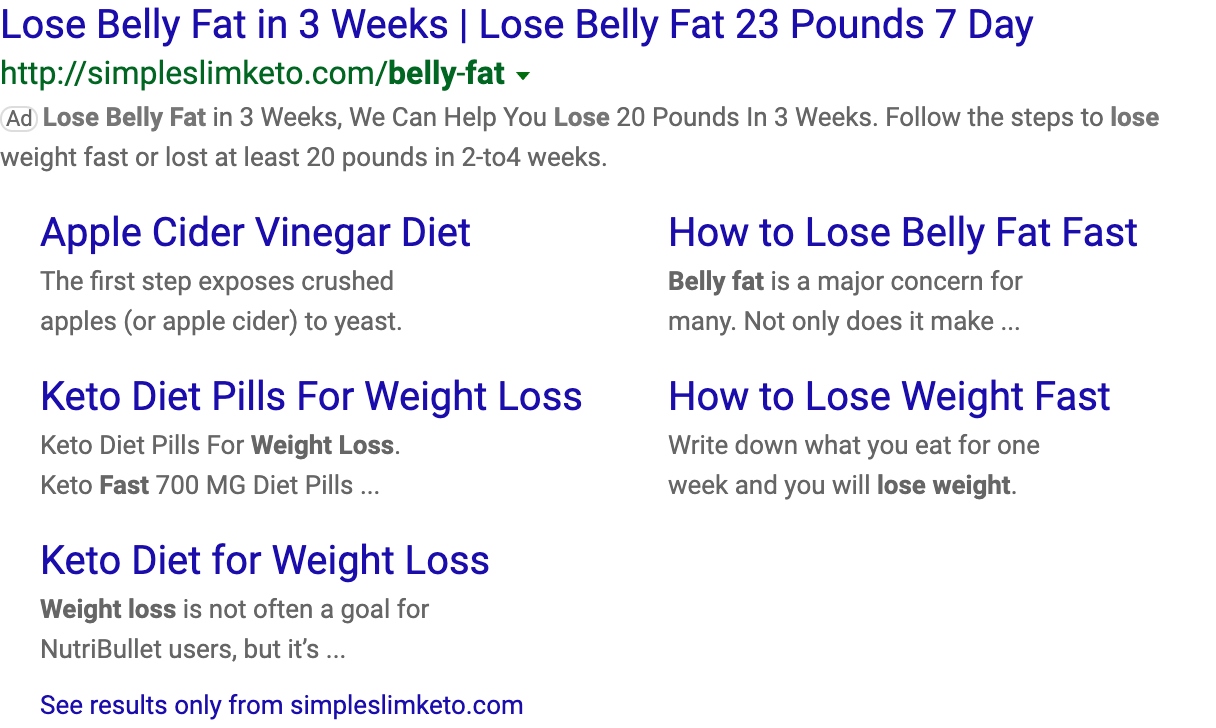 Lose Belly Fat in 3 Weeks | Lose Belly Fat 23 Pounds 7 Day
http://simpleslimketo.com/belly-fat
Ad Lose Belly Fat in 3 Weeks, We Can Help You Lose 20 Pounds In 3 Weeks. Follow the steps to lose
weight fast or lost at least 20 pounds in 2-to4 weeks.
Apple Cider Vinegar Diet
The first step exposes crushed
apples (or apple cider) to yeast.
How to Lose Belly Fat Fast
Belly fat is a major concern for
many. Not only does it make ...
Keto Diet Pills For Weight Loss
Keto Diet Pills For Weight Loss.
Keto Fast 700 MG Diet Pills ...
How to Lose Weight Fast
Write down what you eat for one
week and you will lose weight.
Keto Diet for Weight Loss
Weight loss is not often a goal for
NutriBullet users, but it’s ...
See results only from simpleslimketo.com